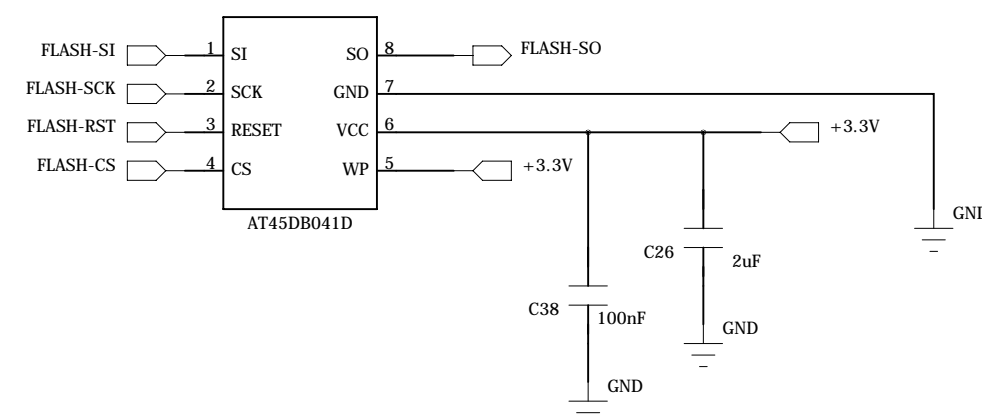 FLASH-SI 1 SI SO 8 FLASH-SO
FLASH-SCK 2 SCK GND 7
FLASH-RST 3 RESET VCC 6 +3.3V
FLASH-CS 4 CS WP 5 +3.3V
AT45DB041D
GND
C26 2uF
C38 100nF
GND
GND